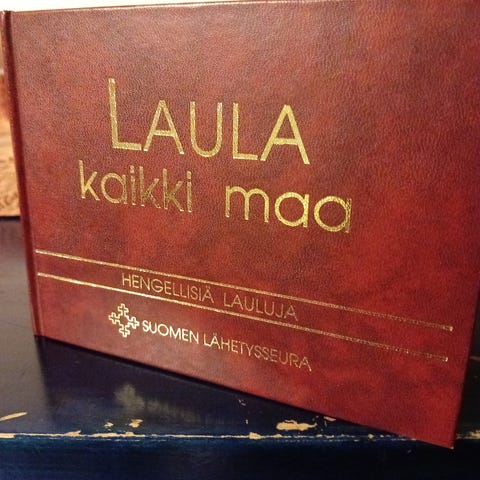 LAULA
kaikki maa
HENGELLISIÄ LAULUJA
SUOMEN LÄHETYSSEURA